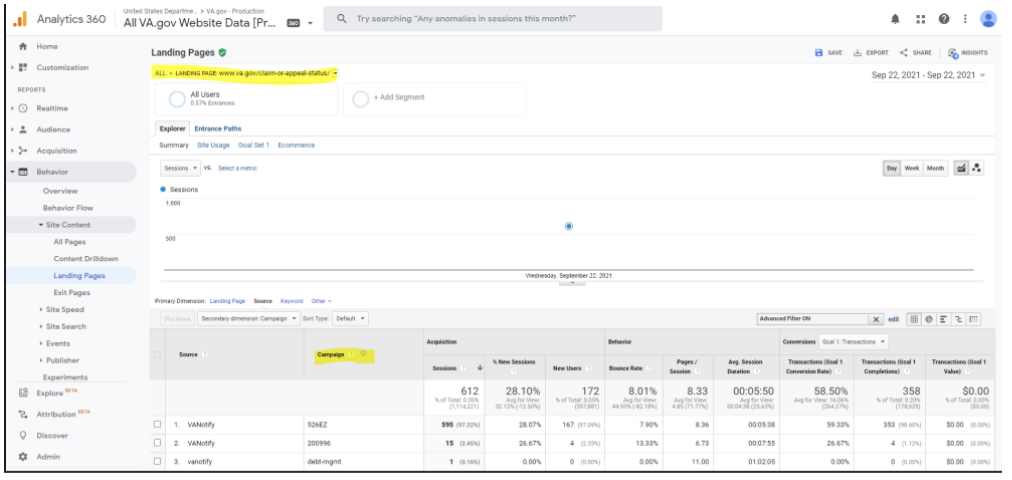 Analytics 360
United States Departme... > VA.gov - Production
All VA.gov Website Data [Pr... 360
Try searching "Any anomalies in sessions this month?"
Home
Customization
REPORTS
Realtime
Audience
Acquisition
Behavior
Overview
Behavior Flow
Site Content
All Pages
Content Drilldown
Landing Pages
Exit Pages
Site Speed
Site Search
Events
Publisher
Experiments
Explore BETA
Attribution BETA
Discover
Admin
Landing Pages
SAVE EXPORT SHARE INSIGHTS
ALL » LANDING PAGE: www.va.gov/claim-or-appeal-status/
Sep 22, 2021 - Sep 22, 2021
All Users
0.57% Entrances
+ Add Segment
Explorer Entrance Paths
Summary Site Usage Goal Set 1 Ecommerce
Sessions VS. Select a metric
Day Week Month
Sessions
1,000
500
Wednesday, September 22, 2021
Primary Dimension: Landing Page Source Keyword Other
Plot Rows Secondary dimension: Campaign Sort Type: Default
Advanced Filter ON edit
Acquisition Behavior Conversions Goal 1: Transactions
Source Campaign
Sessions % New Sessions New Users Bounce Rate Pages / Session Avg. Session Duration Transactions (Goal 1 Conversion Rate) Transactions (Goal 1 Completions) Transactions (Goal 1 Value)
612 28.10% 172 8.01% 8.33 00:05:50 58.50% 358 $0.00
% of Total: 0.05% (1,114,221) Avg for View: 32.12% (-12.50%) % of Total: 0.05% (357,881) Avg for View: 44.93% (-82.18%) Avg for View: 4.85 (71.77%) Avg for View: 00:04:38 (25.63%) Avg for View: 16.06% (264.27%) % of Total: 0.20% (178,929) % of Total: 0.00% ($0.00)
1. VANotify 526EZ 595 (97.22%) 28.07% 167 (97.09%) 7.90% 8.36 00:05:38 59.33% 353 (98.60%) $0.00 (0.00%)
2. VANotify 200996 15 (2.45%) 26.67% 4 (2.33%) 13.33% 6.73 00:07:55 26.67% 4 (1.12%) $0.00 (0.00%)
3. vanotify debt-mgmt 1 (0.16%) 0.00% 0 (0.00%) 0.00% 11.00 01:02:05 0.00% 0 (0.00%) $0.00 (0.00%)